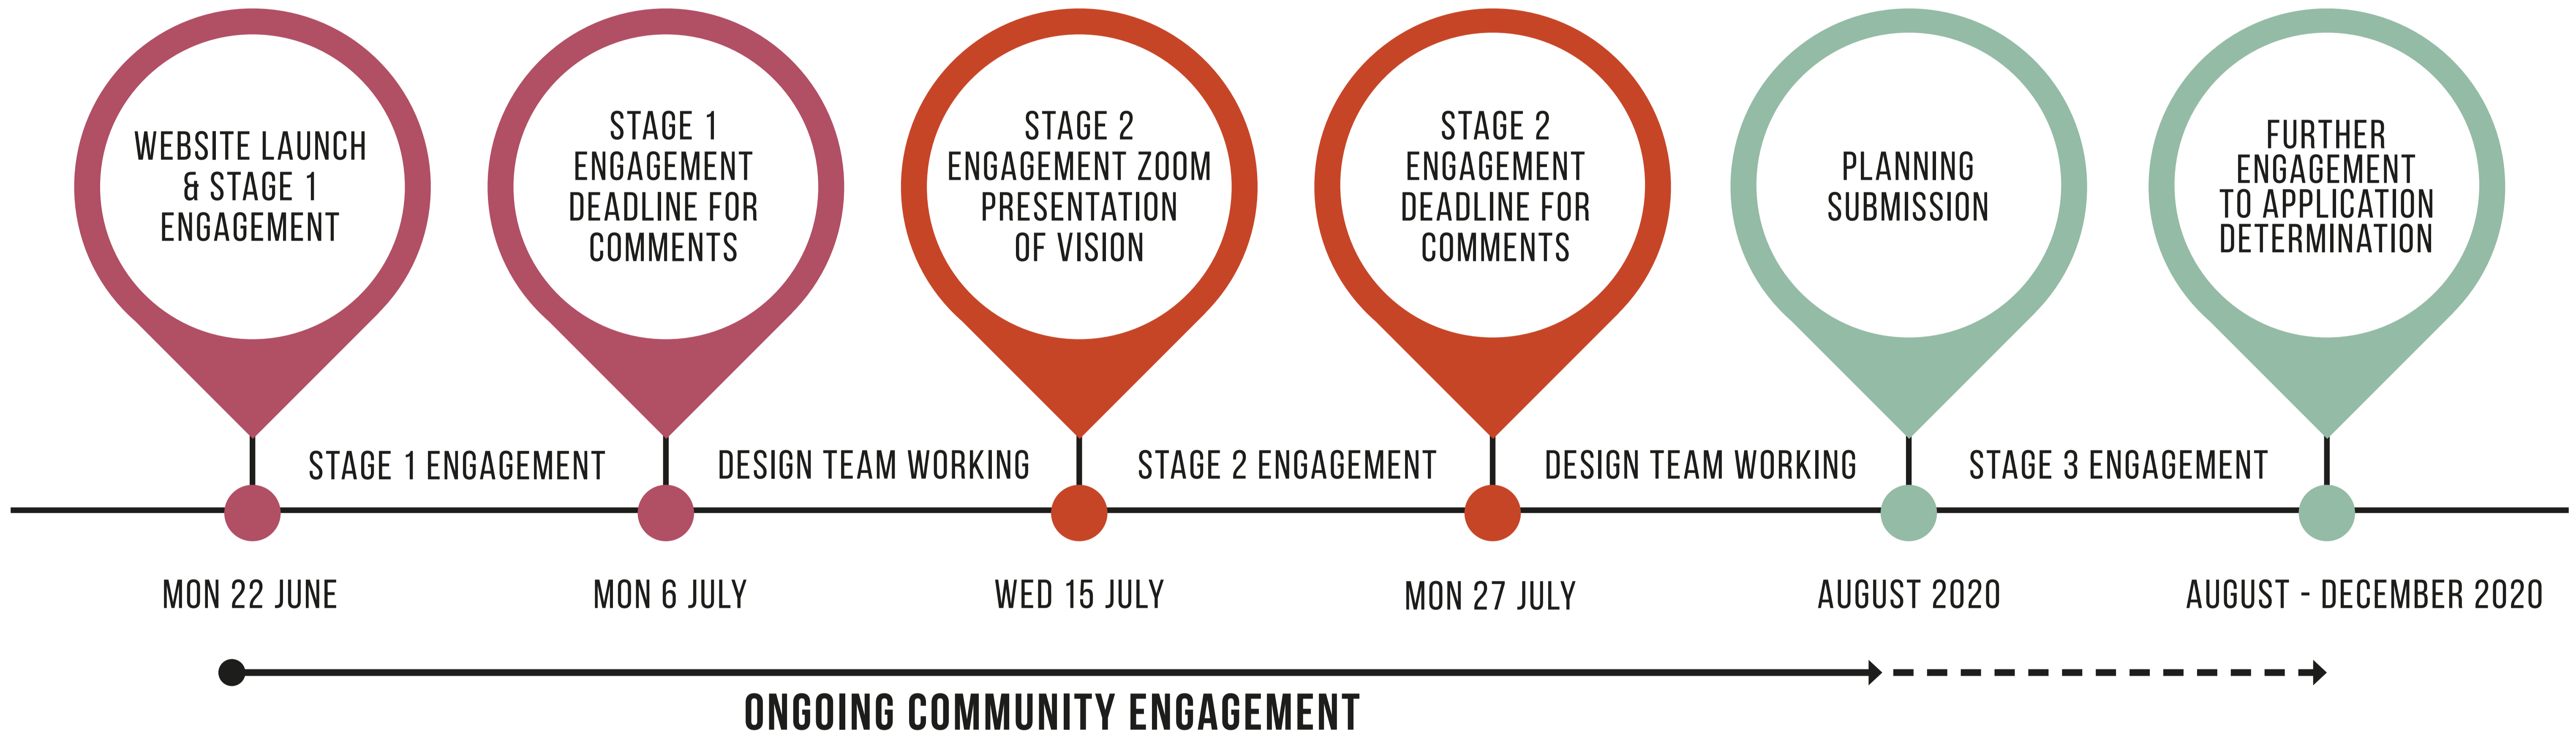 WEBSITE LAUNCH
& STAGE 1
ENGAGEMENT
STAGE 1
ENGAGEMENT
DEADLINE FOR
COMMENTS
STAGE 2
ENGAGEMENT ZOOM
PRESENTATION
OF VISION
STAGE 2
ENGAGEMENT
DEADLINE FOR
COMMENTS
PLANNING
SUBMISSION
FURTHER
ENGAGEMENT
TO APPLICATION
DETERMINATION
STAGE 1 ENGAGEMENT
DESIGN TEAM WORKING
STAGE 2 ENGAGEMENT
DESIGN TEAM WORKING
STAGE 3 ENGAGEMENT
MON 22 JUNE
MON 6 JULY
WED 15 JULY
MON 27 JULY
AUGUST 2020
AUGUST - DECEMBER 2020
ONGOING COMMUNITY ENGAGEMENT